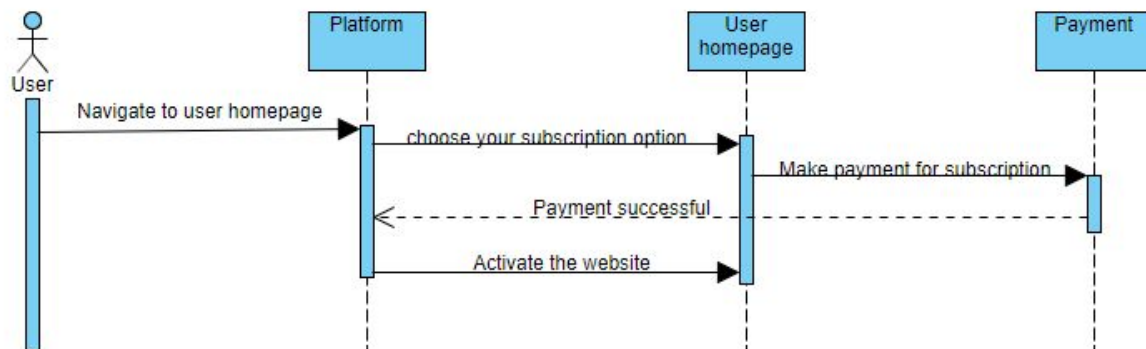 Platform
User
homepage
Payment
User
Navigate to user homepage
choose your subscription option
Make payment for subscription
Payment successful
Activate the website